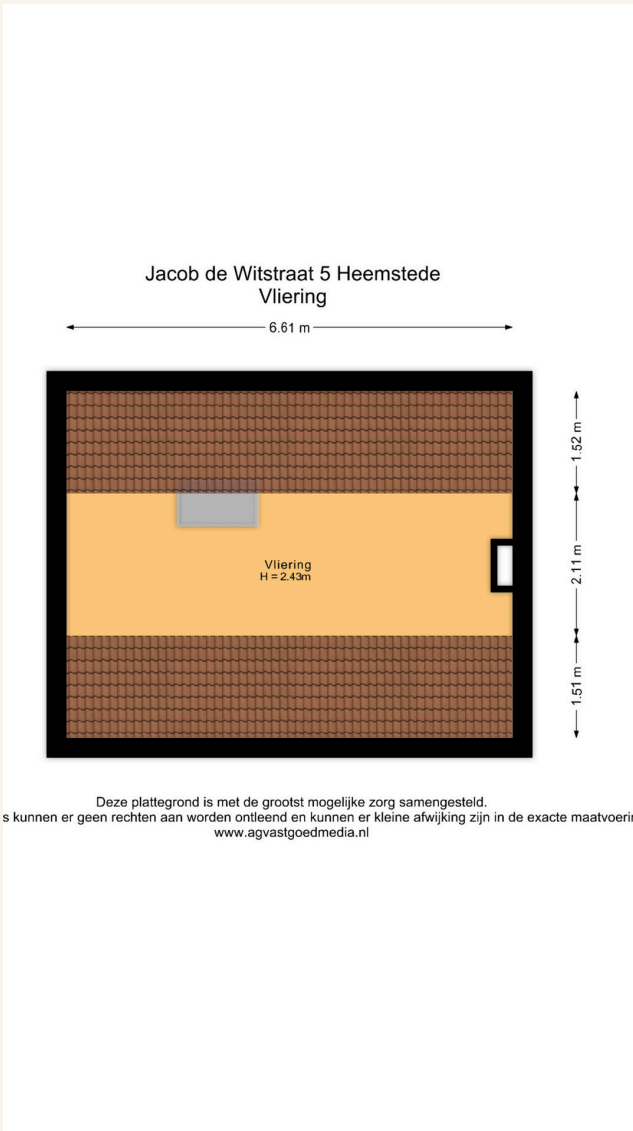 Jacob de Witstraat 5 Heemstede
Vliering
6.61 m
1.52 m
Vliering
H = 2.43m
2.11 m
1.51 m
Deze plattegrond is met de grootst mogelijke zorg samengesteld.
s kunnen er geen rechten aan worden ontleend en kunnen er kleine afwijking zijn in de exacte maatvoerin
www.agvastgoedmedia.nl